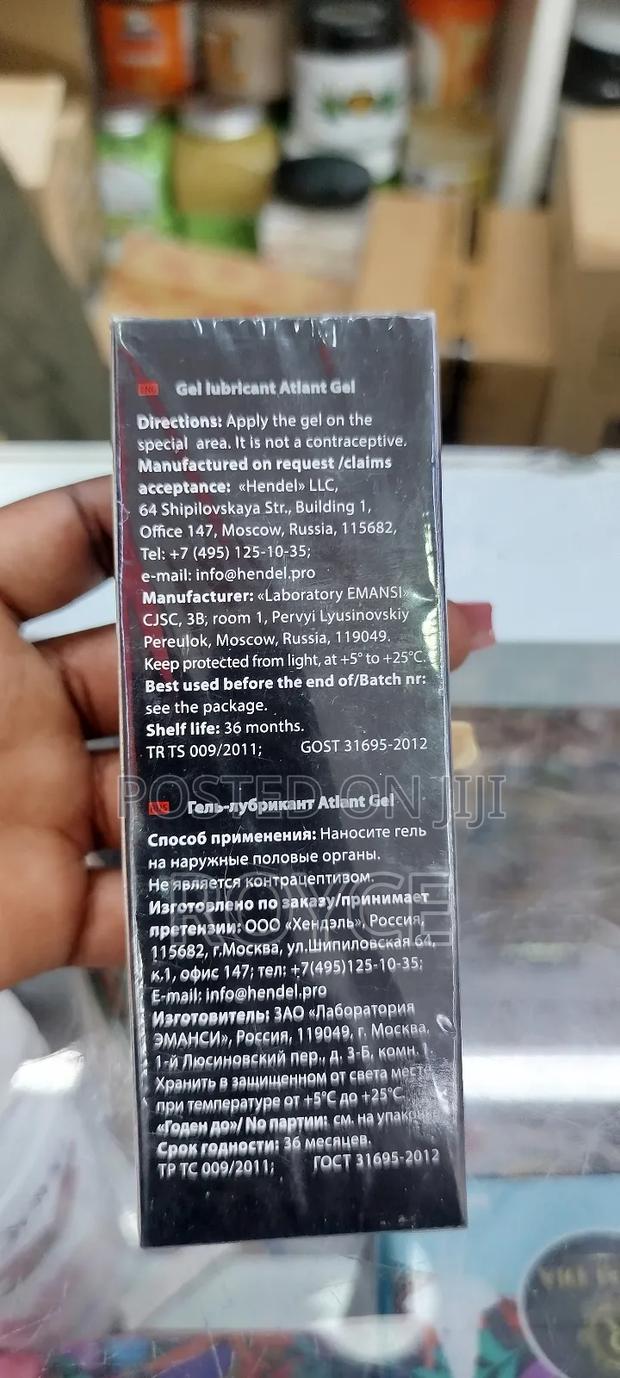 ENG Gel lubricant Atlant Gel
Directions: Apply the gel on the
special area. It is not a contraceptive.
Manufactured on request /claims
acceptance: «Hendel» LLC,
64 Shipilovskaya Str., Building 1,
Office 147, Moscow, Russia, 115682,
Tel: +7 (495) 125-10-35;
e-mail: info@hendel.pro
Manufacturer: «Laboratory EMANSI»
CJSC, 3B; room 1, Pervyi Lyusinovskiy
Pereulok, Moscow, Russia, 119049.
Keep protected from light, at +5° to +25°C.
Best used before the end of/Batch nr:
see the package.
Shelf life: 36 months.
TR TS 009/2011; GOST 31695-2012
POSTED ON JIJI
RUS Гель-лубрикант Atlant Gel
Способ применения: Наносите гель
на наружные половые органы.
Не является контрацептивом.
ROYCE
Изготовлено по заказу/принимает
претензии: ООО «Хендэль», Россия,
115682, г.Москва, ул.Шипиловская 64,
к.1, офис 147; тел: +7(495)125-10-35;
E-mail: info@hendel.pro
Изготовитель: ЗАО «Лаборатория
ЭМАНСИ», Россия, 119049, г. Москва,
1-й Люсиновский пер., д. 3-Б, комн. 1
Хранить в защищенном от света месте
при температуре от +5°С до +25°С.
«Годен до»/ No партии: см. на упаковке
Срок годности: 36 месяцев.
ТР ТС 009/2011; ГОСТ 31695-2012